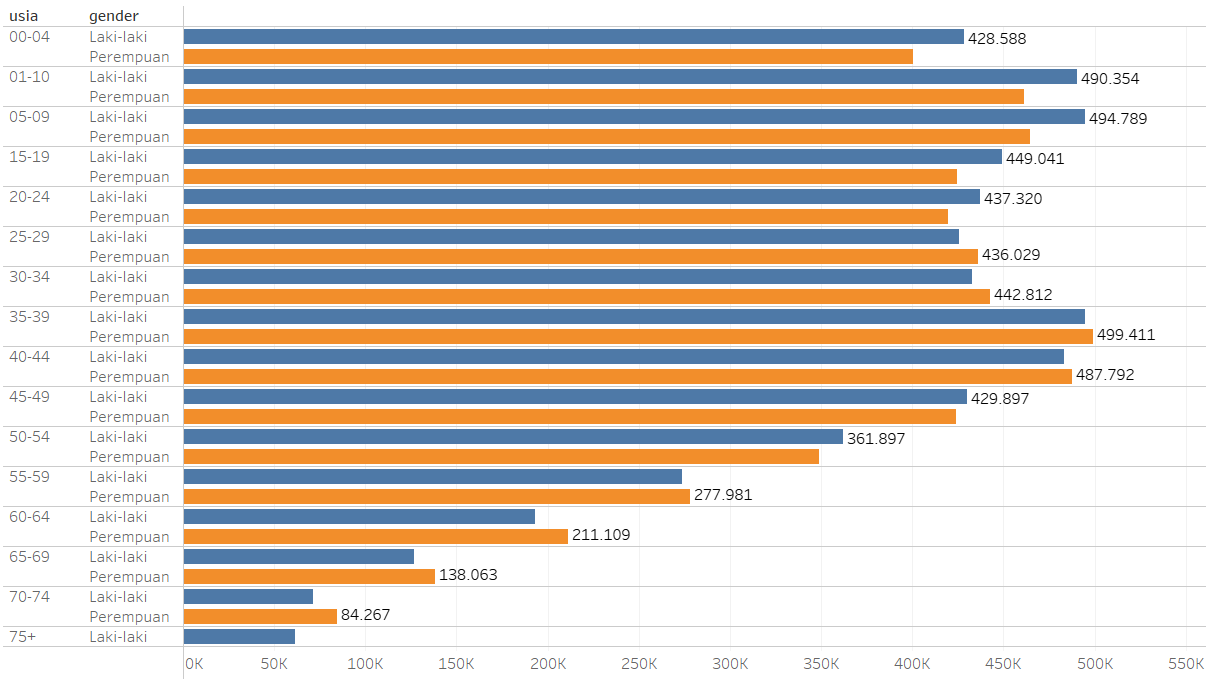 usia gender
00-04 Laki-laki 428.588
Perempuan
01-10 Laki-laki 490.354
Perempuan
05-09 Laki-laki 494.789
Perempuan
15-19 Laki-laki 449.041
Perempuan
20-24 Laki-laki 437.320
Perempuan
25-29 Laki-laki
Perempuan 436.029
30-34 Laki-laki
Perempuan 442.812
35-39 Laki-laki
Perempuan 499.411
40-44 Laki-laki
Perempuan 487.792
45-49 Laki-laki 429.897
Perempuan
50-54 Laki-laki 361.897
Perempuan
55-59 Laki-laki
Perempuan 277.981
60-64 Laki-laki
Perempuan 211.109
65-69 Laki-laki
Perempuan 138.063
70-74 Laki-laki
Perempuan 84.267
75+ Laki-laki
0K 50K 100K 150K 200K 250K 300K 350K 400K 450K 500K 550K